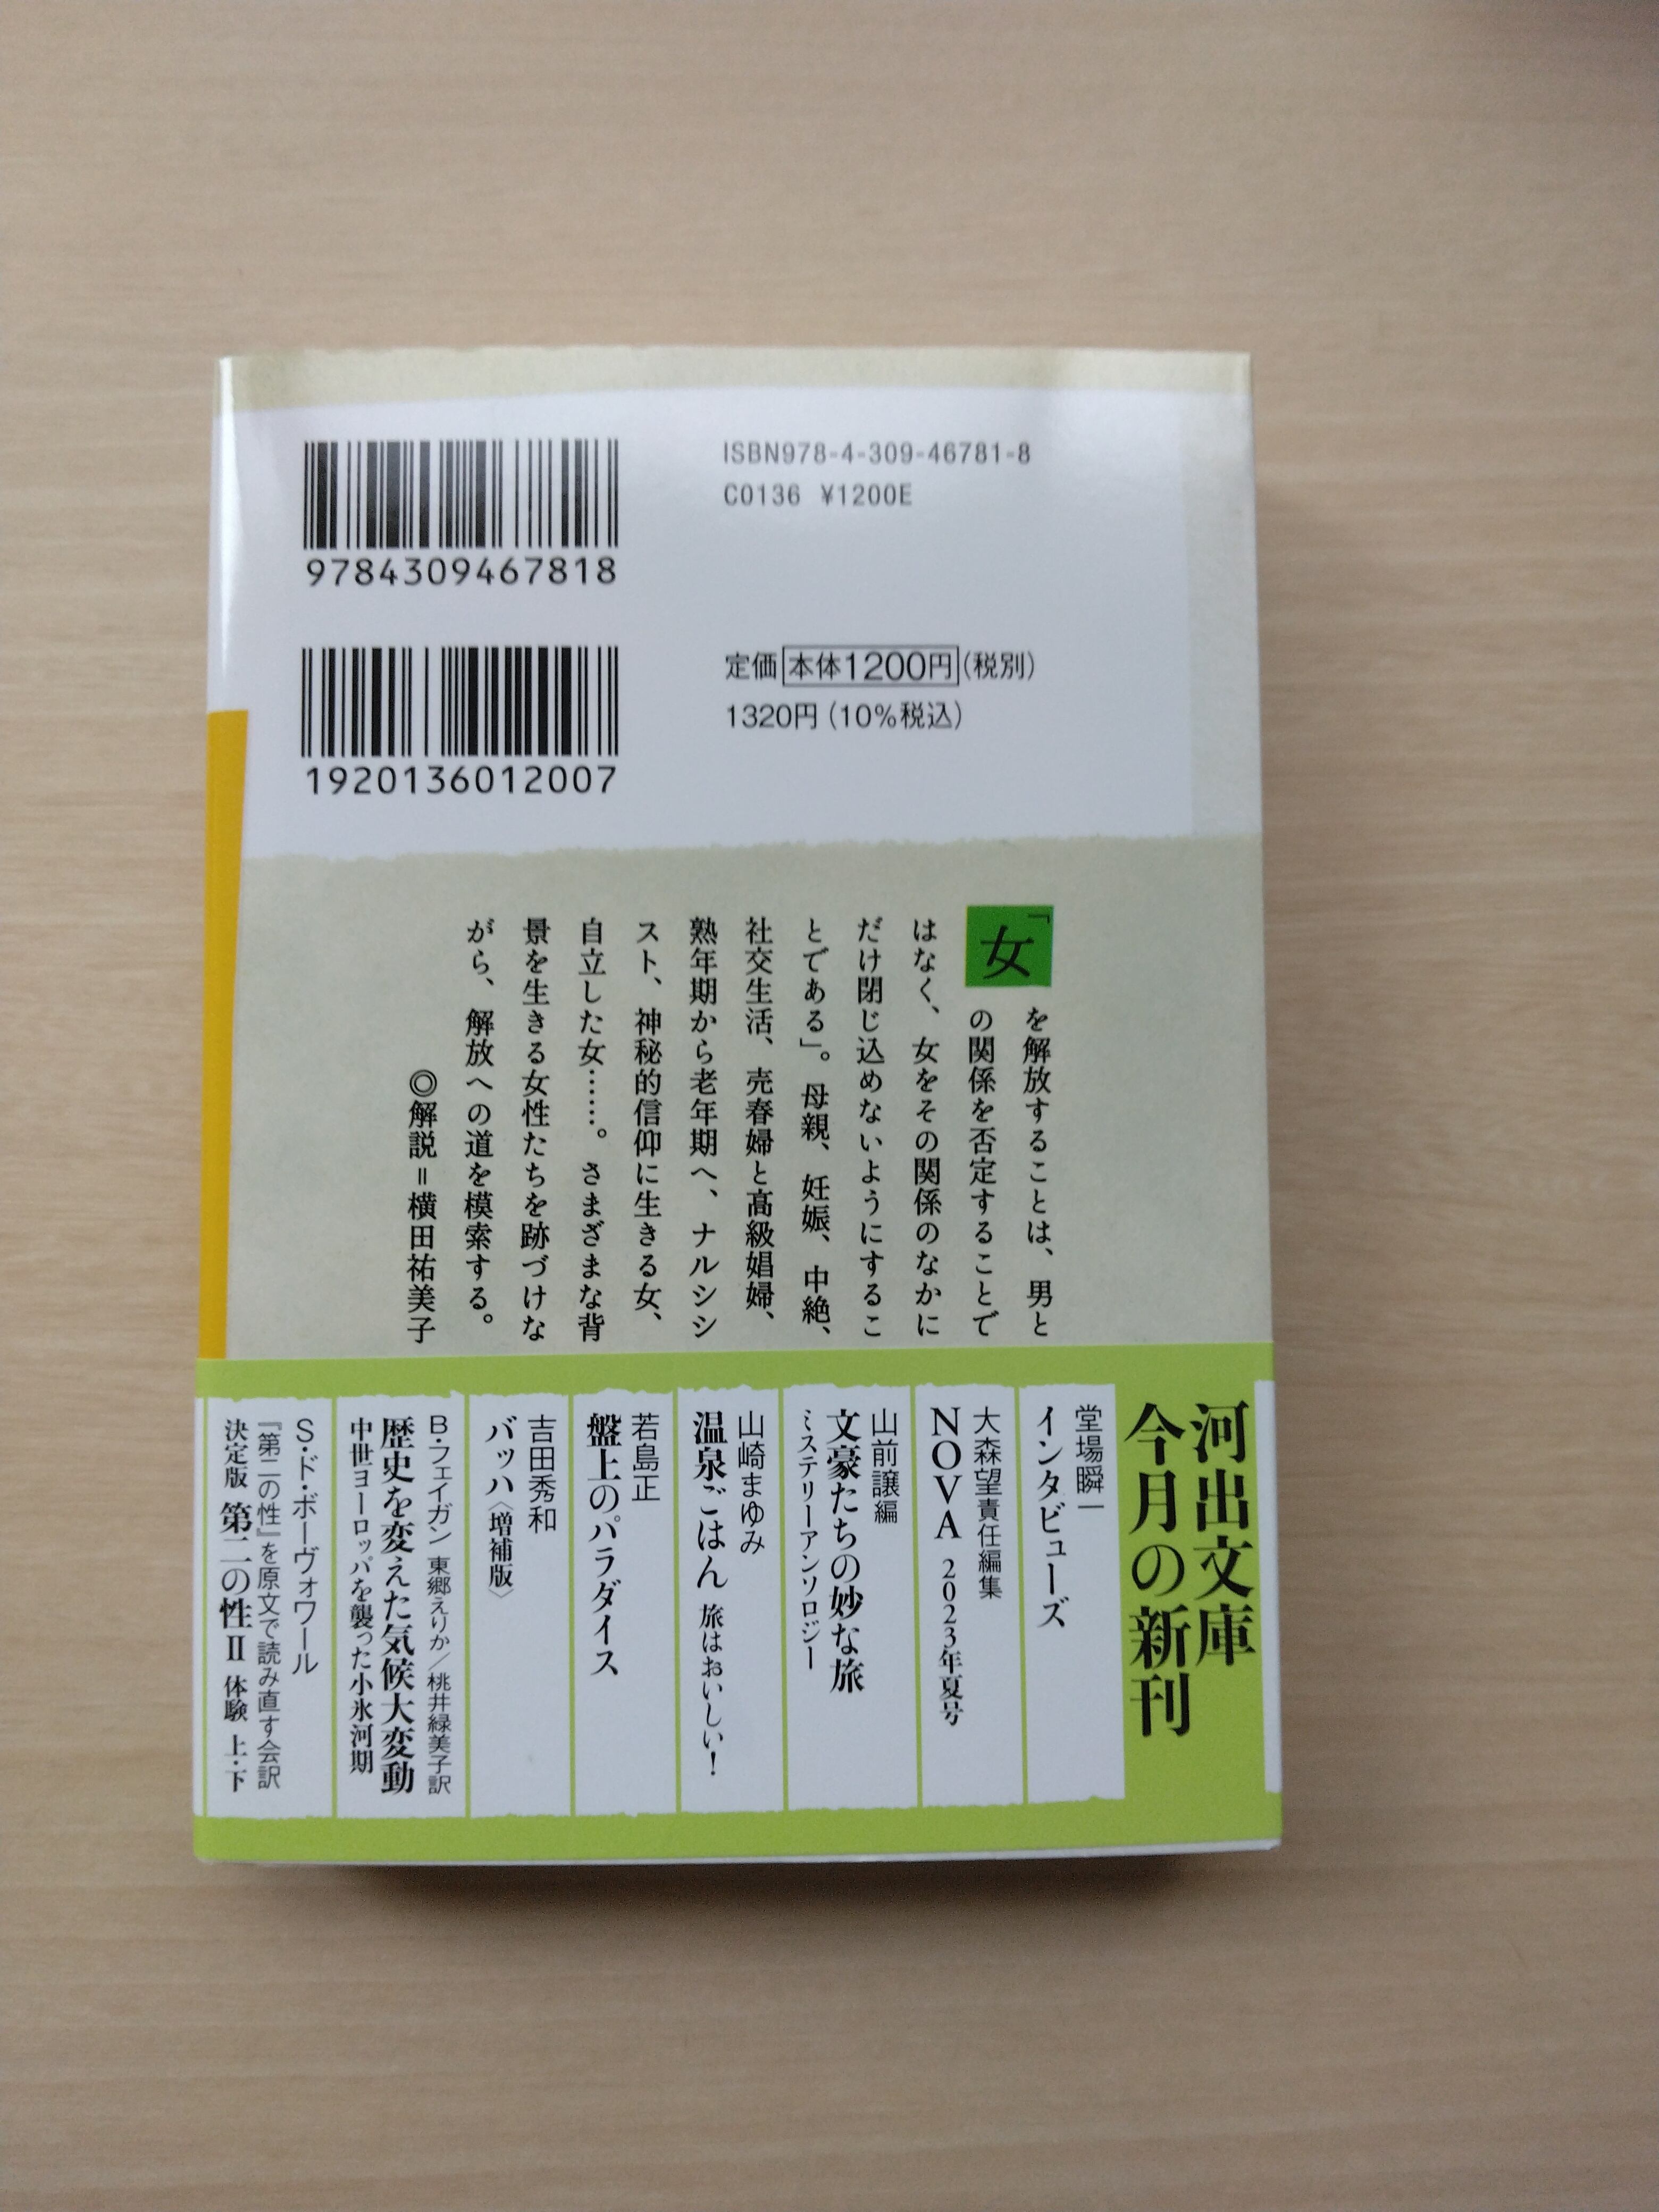 ISBN978-4-309-46781-8
C0136 ¥1200E
9784309467818
定価 本体1200円 (税別)
1320円 (10%税込)
1920136012007
「女を解放することは、男と
の関係を否定することで
はなく、女をその関係のなかに
だけ閉じ込めないようにするこ
とである」。母親、妊娠、中絶、
社交生活、売春婦と高級娼婦、
熟年期から老年期へ、ナルシシ
スト、神秘的信仰に生きる女、
自立した女……。さまざまな背
景を生きる女性たちを跡づけな
がら、解放への道を模索する。
◎解説=横田祐美子
河出文庫
今月の新刊
堂場瞬一
インタビューズ
大森望責任編集
NOVA 2023年夏号
山前譲編
文豪たちの妙な旅
ミステリーアンソロジー
山崎まゆみ
温泉ごはん 旅はおいしい!
若島正
盤上のパラダイス
吉田秀和
バッハ〈増補版〉
B・フェイガン 東郷えりか/桃井緑美子訳
歴史を変えた気候大変動
中世ヨーロッパを襲った小氷河期
S・ド・ボーヴォワール
『第二の性』を原文で読み直す会訳
決定版 第二の性Ⅱ 体験 上・下